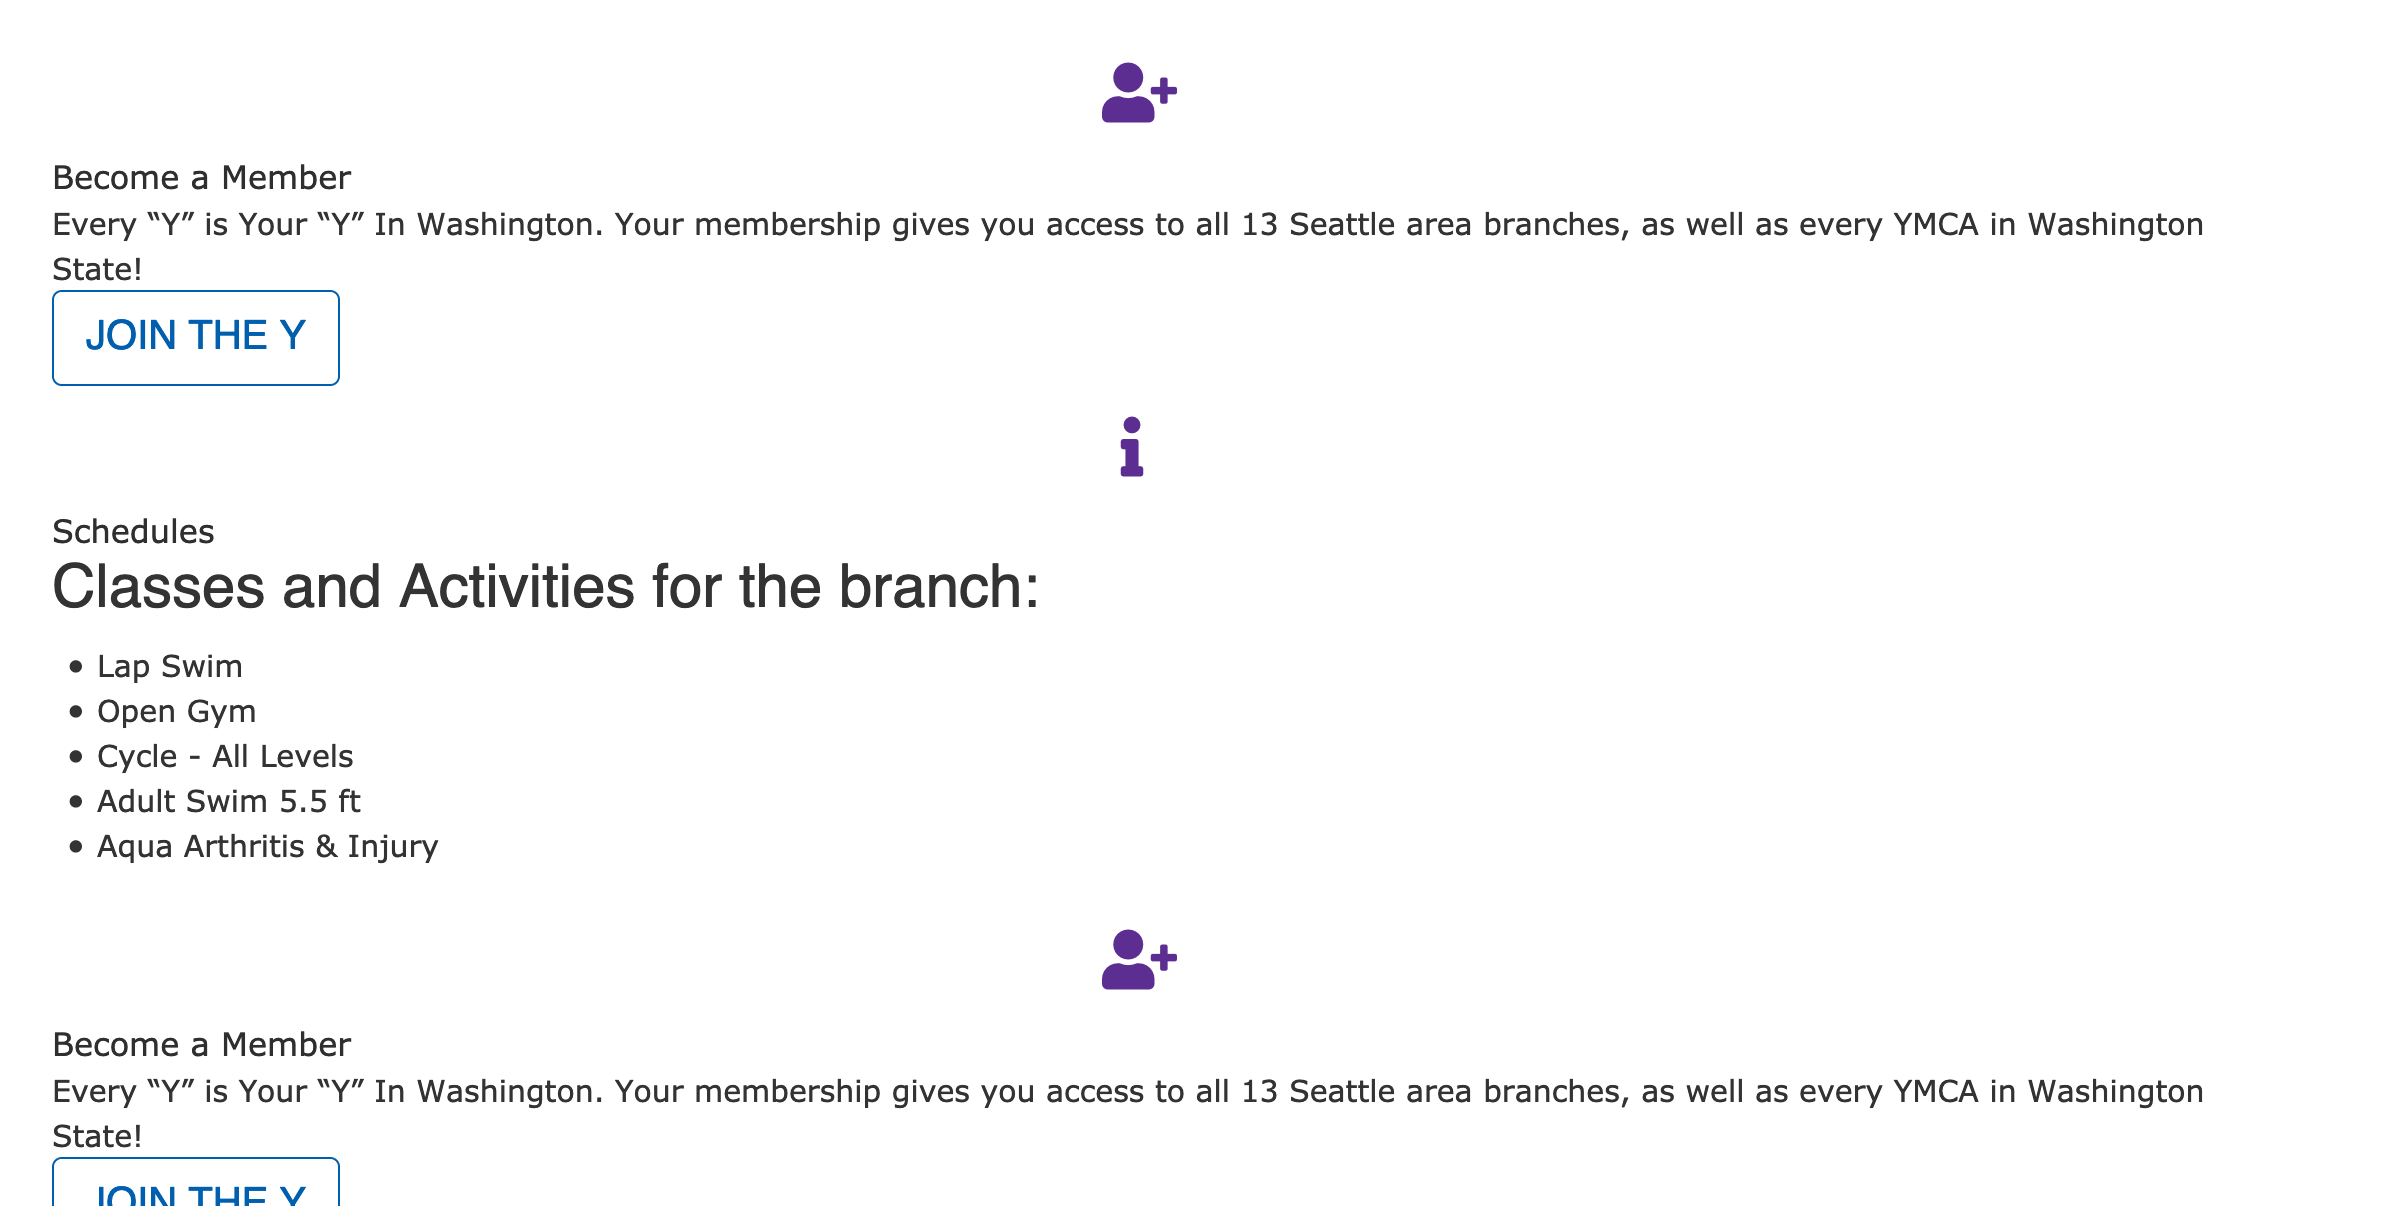 Become a Member
Every “Y” is Your “Y” In Washington. Your membership gives you access to all 13 Seattle area branches, as well as every YMCA in Washington
State!
JOIN THE Y
Schedules
Classes and Activities for the branch:
• Lap Swim
• Open Gym
• Cycle - All Levels
• Adult Swim 5.5 ft
• Aqua Arthritis & Injury
Become a Member
Every “Y” is Your “Y” In Washington. Your membership gives you access to all 13 Seattle area branches, as well as every YMCA in Washington
State!
JOIN THE Y